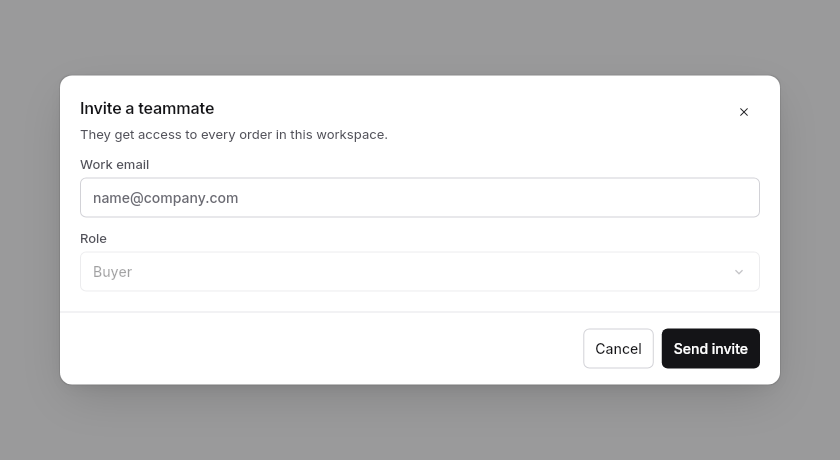 Invite a teammate
They get access to every order in this workspace.
Work email
name@company.com
Role
Buyer
Cancel
Send invite